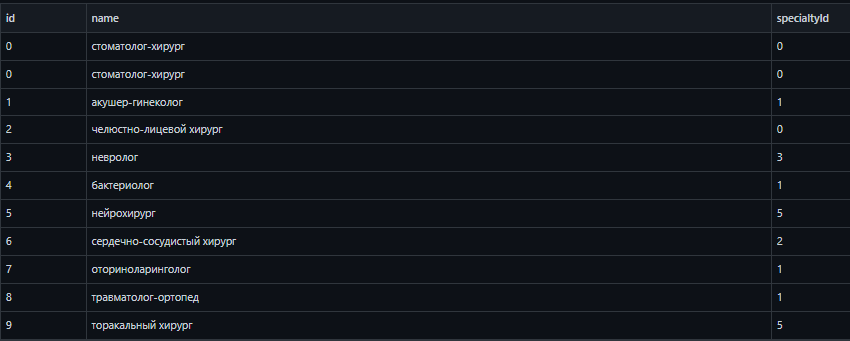 id name specialtyId
0 стоматолог-хирург 0
0 стоматолог-хирург 0
1 акушер-гинеколог 1
2 челюстно-лицевой хирург 0
3 невролог 3
4 бактериолог 1
5 нейрохирург 5
6 сердечно-сосудистый хирург 2
7 оториноларинголог 1
8 травматолог-ортопед 1
9 торакальный хирург 5